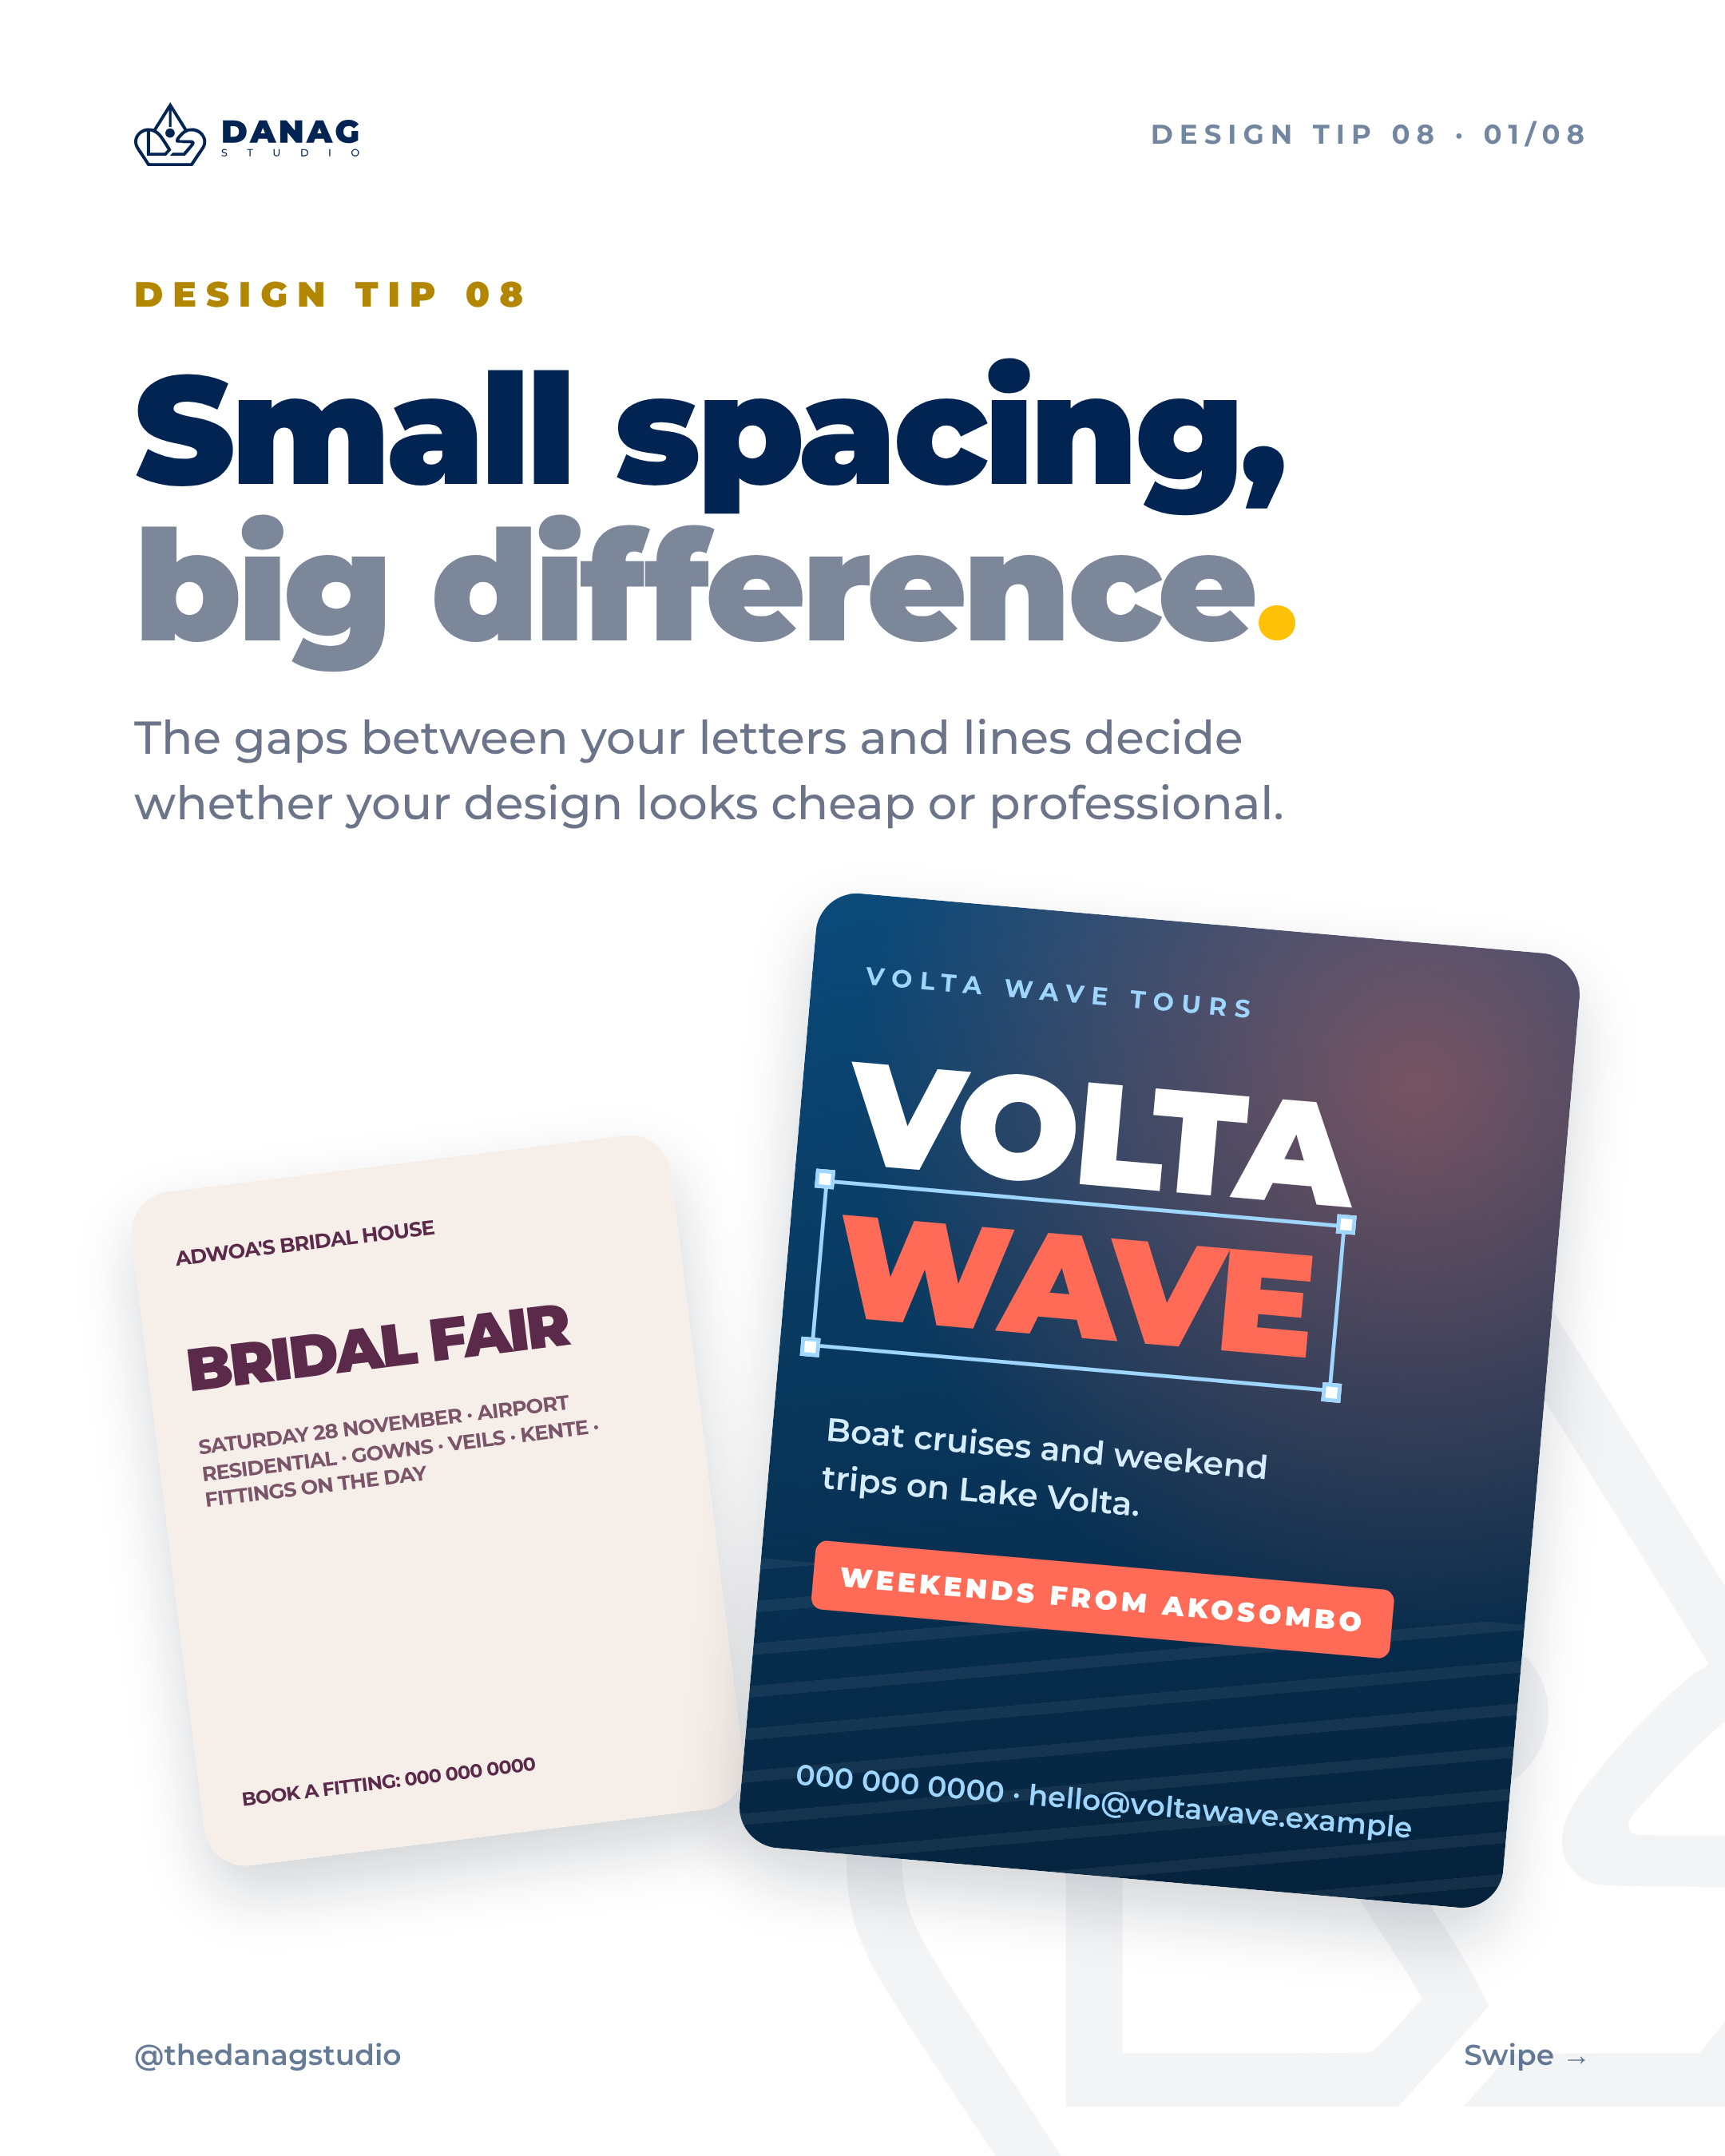 DANAG
STUDIO
DESIGN TIP 08 · 01/08
DESIGN TIP 08
Small spacing,
big difference.
The gaps between your letters and lines decide
whether your design looks cheap or professional.
ADWOA'S BRIDAL HOUSE
BRIDAL FAIR
SATURDAY 28 NOVEMBER · AIRPORT
RESIDENTIAL · GOWNS · VEILS · KENTE ·
FITTINGS ON THE DAY
BOOK A FITTING: 000 000 0000
VOLTA WAVE TOURS
VOLTA
WAVE
Boat cruises and weekend
trips on Lake Volta.
WEEKENDS FROM AKOSOMBO
000 000 0000 · hello@voltawave.example
@thedanagstudio
Swipe →